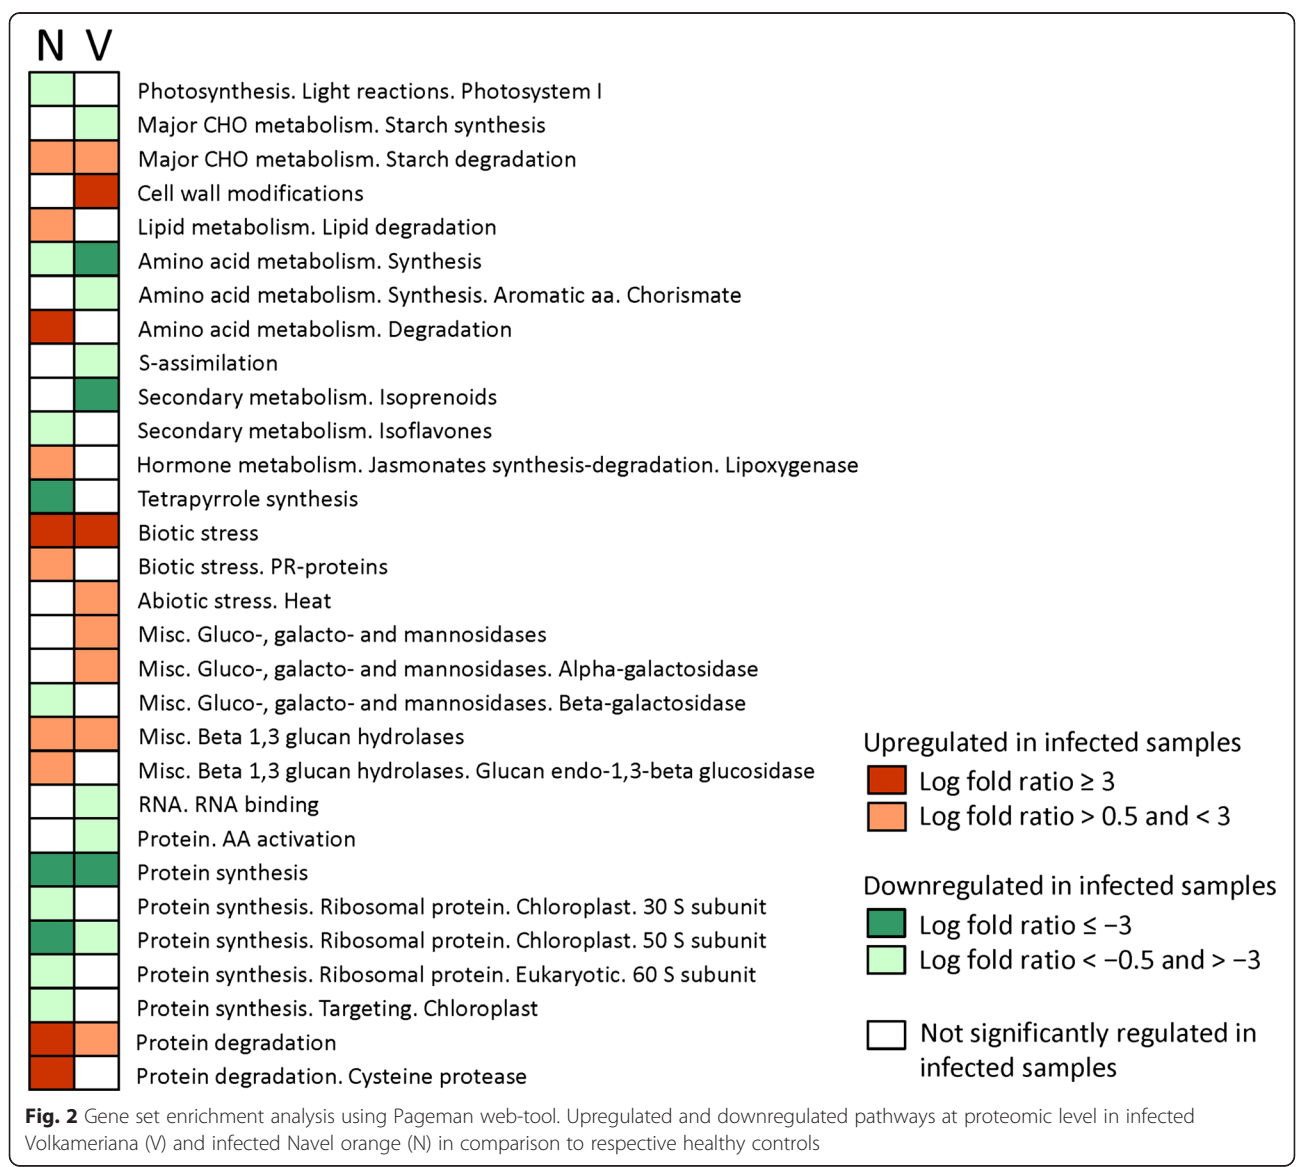 N V
Photosynthesis. Light reactions. Photosystem I
Major CHO metabolism. Starch synthesis
Major CHO metabolism. Starch degradation
Cell wall modifications
Lipid metabolism. Lipid degradation
Amino acid metabolism. Synthesis
Amino acid metabolism. Synthesis. Aromatic aa. Chorismate
Amino acid metabolism. Degradation
S-assimilation
Secondary metabolism. Isoprenoids
Secondary metabolism. Isoflavones
Hormone metabolism. Jasmonates synthesis-degradation. Lipoxygenase
Tetrapyrrole synthesis
Biotic stress
Biotic stress. PR-proteins
Abiotic stress. Heat
Misc. Gluco-, galacto- and mannosidases
Misc. Gluco-, galacto- and mannosidases. Alpha-galactosidase
Misc. Gluco-, galacto- and mannosidases. Beta-galactosidase
Misc. Beta 1,3 glucan hydrolases
Misc. Beta 1,3 glucan hydrolases. Glucan endo-1,3-beta glucosidase
RNA. RNA binding
Protein. AA activation
Protein synthesis
Protein synthesis. Ribosomal protein. Chloroplast. 30 S subunit
Protein synthesis. Ribosomal protein. Chloroplast. 50 S subunit
Protein synthesis. Ribosomal protein. Eukaryotic. 60 S subunit
Protein synthesis. Targeting. Chloroplast
Protein degradation
Protein degradation. Cysteine protease
Upregulated in infected samples
Log fold ratio ≥ 3
Log fold ratio > 0.5 and < 3
Downregulated in infected samples
Log fold ratio ≤ −3
Log fold ratio < −0.5 and > −3
Not significantly regulated in
infected samples
Fig. 2 Gene set enrichment analysis using Pageman web-tool. Upregulated and downregulated pathways at proteomic level in infected
Volkameriana (V) and infected Navel orange (N) in comparison to respective healthy controls